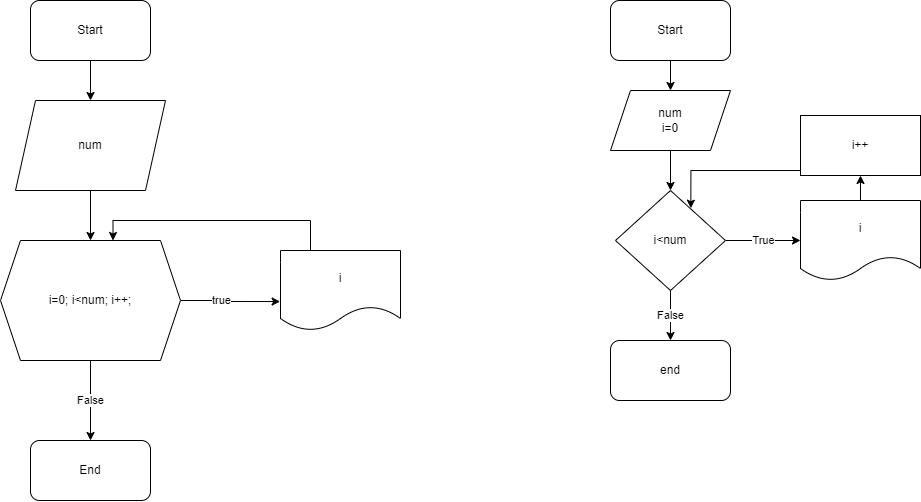 Start
num
i=0; i<num; i++;
true
i
False
End
Start
num
i=0
i<num
True
i
i++
False
end